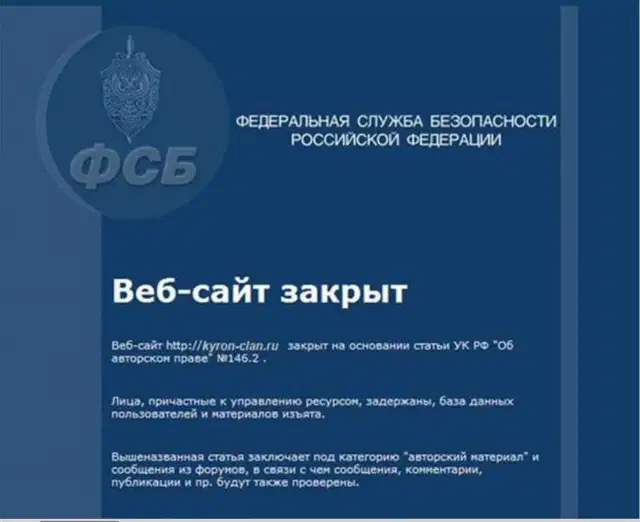 ФСБ
ФЕДЕРАЛЬНАЯ СЛУЖБА БЕЗОПАСНОСТИ
РОССИЙСКОЙ ФЕДЕРАЦИИ
Веб-сайт закрыт
Веб-сайт http://kyron-clan.ru закрыт на основании статьи УК РФ "Об
авторском праве" №146.2 .
Лица, причастные к управлению ресурсом, задержаны, база данных
пользователей и материалов изъята.
Вышеназванная статья заключает под категорию "авторский материал" и
сообщения из форумов, в связи с чем сообщения, комментарии,
публикации и пр. будут также проверены.